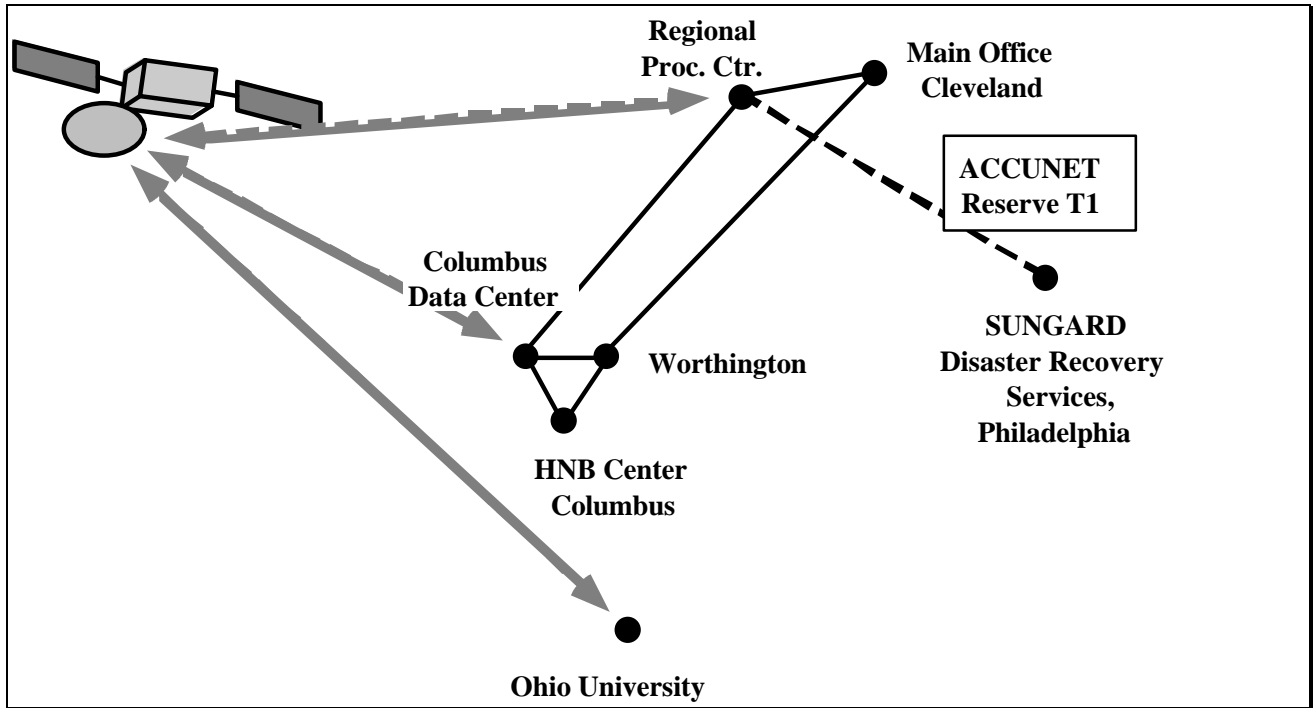 Regional
Proc. Ctr.
Main Office
Cleveland
ACCUNET
Reserve T1
Columbus
Data Center
SUNGARD
Disaster Recovery
Services,
Philadelphia
Worthington
HNB Center
Columbus
Ohio University